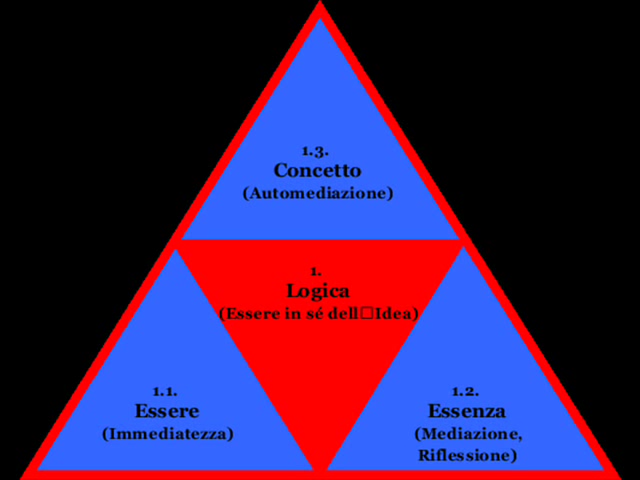 1.3.
Concetto
(Automediazione)
1.
Logica
(Essere in sé dell□Idea)
1.1.
Essere
(Immediatezza)
1.2.
Essenza
(Mediazione,
Riflessione)